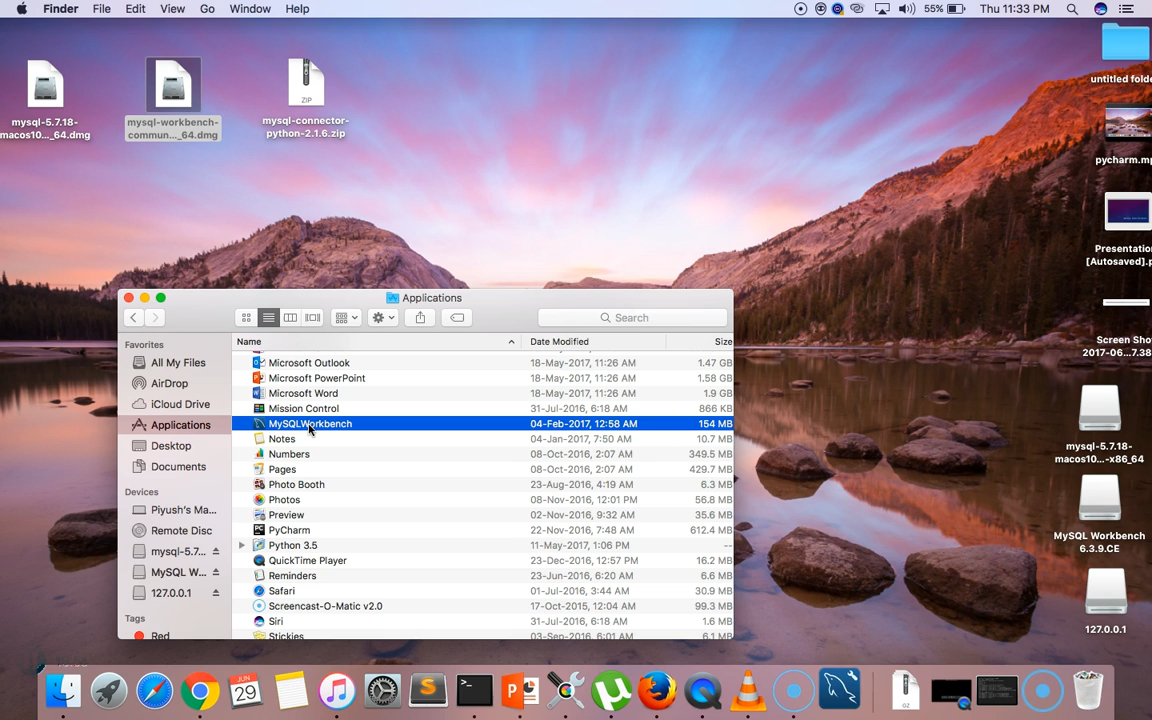 Finder File Edit View Go Window Help 55% Thu 11:33 PM
mysql-5.7.18-
macos10..._64.dmg
mysql-workbench-
commun..._64.dmg
ZIP
mysql-connector-
python-2.1.6.zip
untitled folde
pycharm.mp
Presentatio
[Autosaved].p
Screen Sho
2017-06...7.38
mysql-5.7.18-
macos10...-x86_64
MySQL Workbench
6.3.9.CE
127.0.0.1
Applications
Search
Favorites
All My Files
AirDrop
iCloud Drive
Applications
Desktop
Documents
Devices
Piyush's Ma...
Remote Disc
mysql-5.7...
MySQL W...
127.0.0.1
Tags
Red
Name Date Modified Size
Microsoft Outlook 18-May-2017, 11:26 AM 1.47 GB
Microsoft PowerPoint 18-May-2017, 11:26 AM 1.58 GB
Microsoft Word 18-May-2017, 11:26 AM 1.9 GB
Mission Control 31-Jul-2016, 6:18 AM 866 KB
MySQLWorkbench 04-Feb-2017, 12:58 AM 154 MB
Notes 04-Jan-2017, 7:50 AM 10.7 MB
Numbers 08-Oct-2016, 2:07 AM 349.5 MB
Pages 08-Oct-2016, 2:07 AM 429.7 MB
Photo Booth 23-Aug-2016, 4:19 AM 6.3 MB
Photos 08-Nov-2016, 12:01 PM 56.8 MB
Preview 02-Nov-2016, 9:32 AM 35.6 MB
PyCharm 22-Nov-2016, 7:48 AM 612.4 MB
Python 3.5 11-May-2017, 1:06 PM --
QuickTime Player 23-Dec-2016, 12:57 PM 16.2 MB
Reminders 23-Jun-2016, 6:20 AM 6.6 MB
Safari 01-Jul-2016, 3:44 AM 30.9 MB
Screencast-O-Matic v2.0 17-Oct-2015, 12:04 AM 99.3 MB
Siri 31-Jul-2016, 6:18 AM 1.6 MB
Stickies 03-Sep-2016, 6:01 AM 6.1 MB
JUN
29